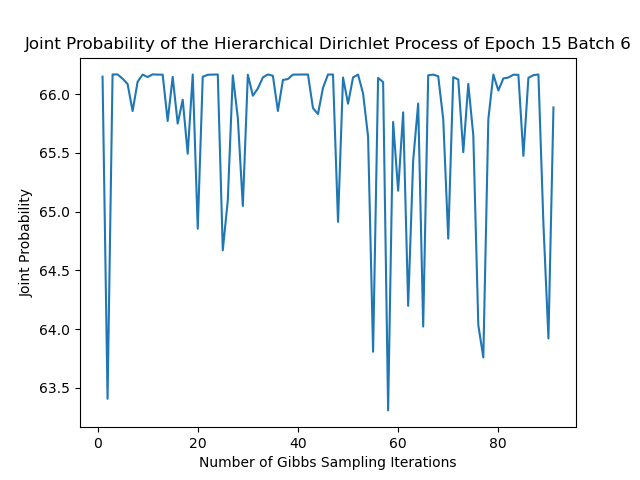 Joint Probability of the Hierarchical Dirichlet Process of Epoch 15 Batch 6
66.0
65.5
65.0
64.5
64.0
63.5
Joint Probability
0 20 40 60 80
Number of Gibbs Sampling Iterations